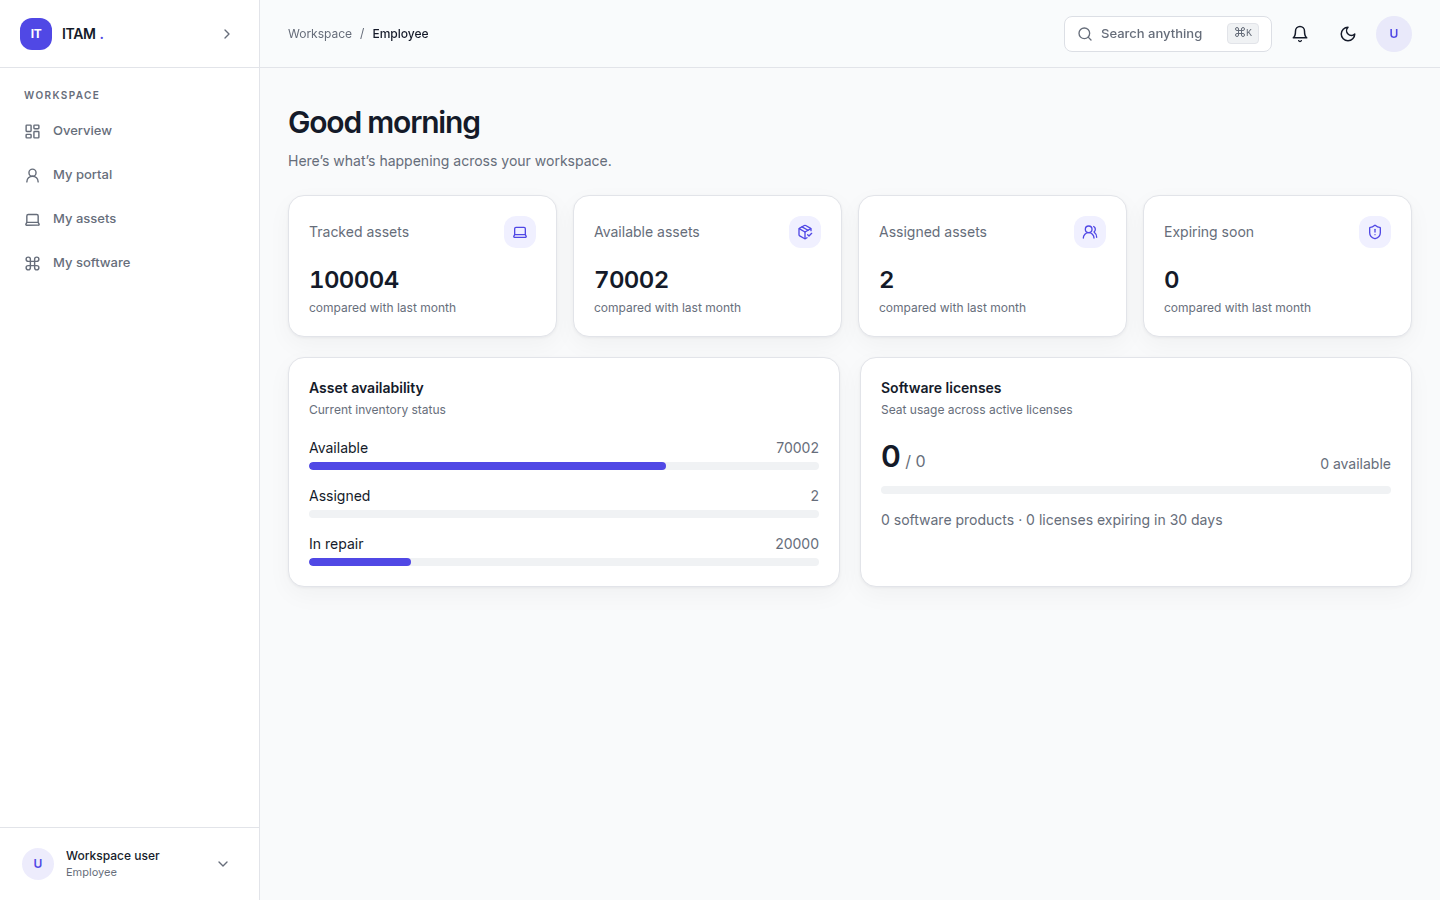 IT ITAM .
Workspace / Employee
Search anything ⌘K
U
WORKSPACE
Overview
My portal
My assets
My software
Good morning
Here’s what’s happening across your workspace.
Tracked assets
100004
compared with last month
Available assets
70002
compared with last month
Assigned assets
2
compared with last month
Expiring soon
0
compared with last month
Asset availability
Current inventory status
Available 70002
Assigned 2
In repair 20000
Software licenses
Seat usage across active licenses
0 / 0 0 available
0 software products · 0 licenses expiring in 30 days
U
Workspace user
Employee